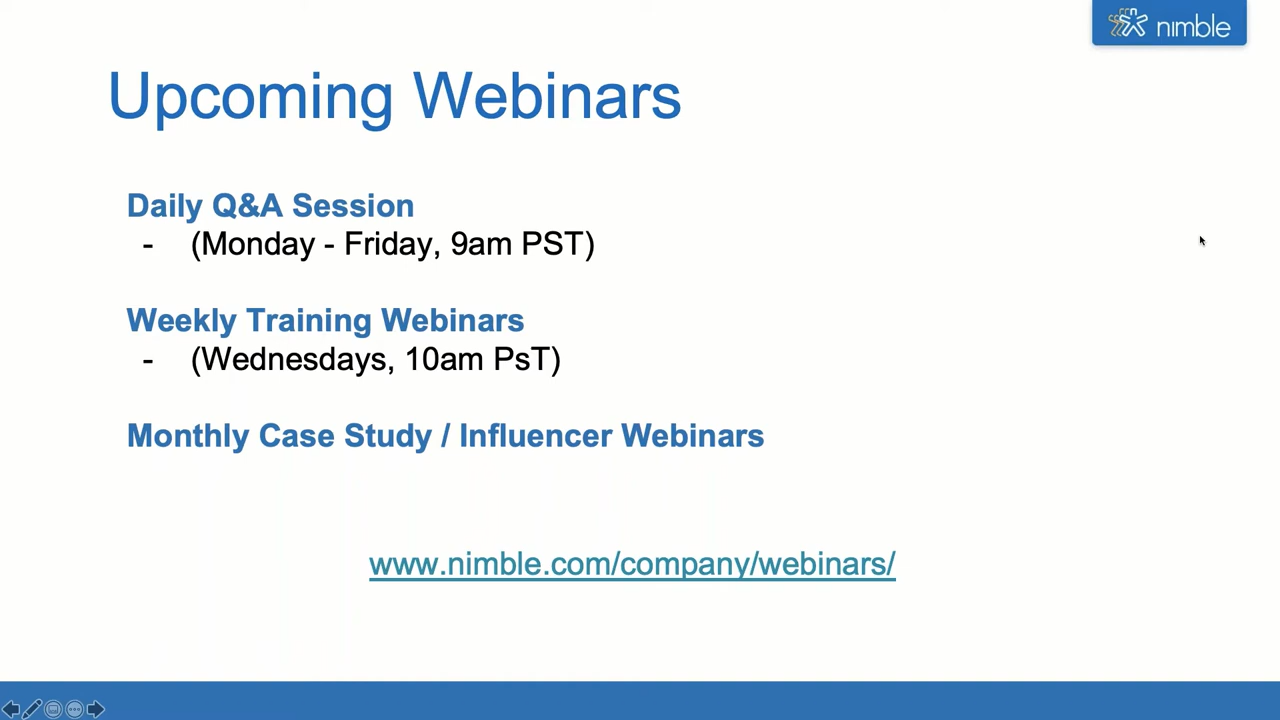 nimble
Upcoming Webinars
Daily Q&A Session
- (Monday - Friday, 9am PST)
Weekly Training Webinars
- (Wednesdays, 10am PsT)
Monthly Case Study / Influencer Webinars
www.nimble.com/company/webinars/